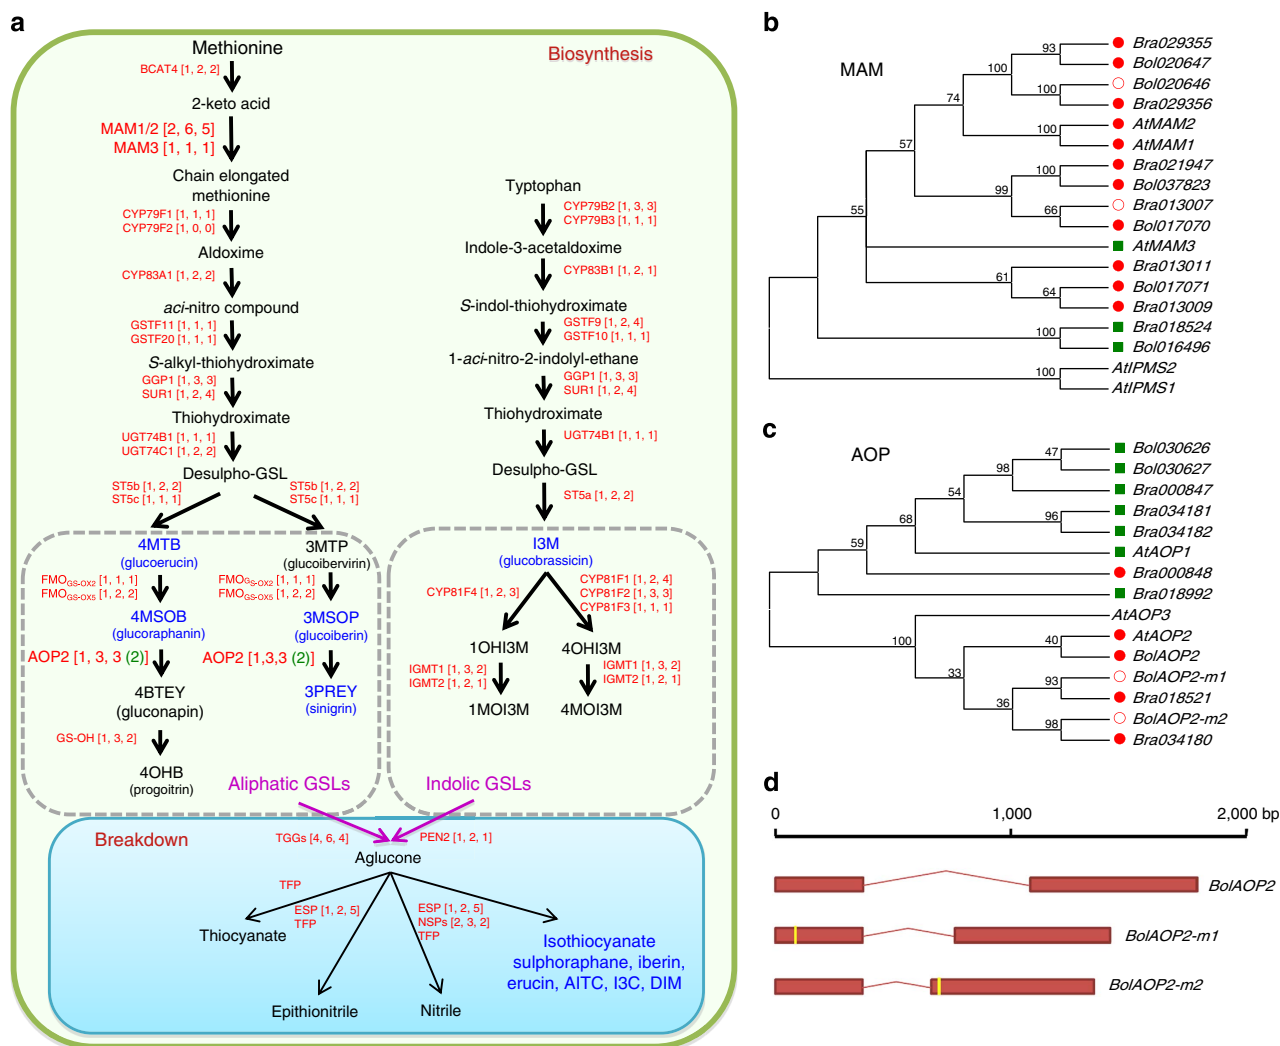 a
Biosynthesis
Methionine
BCAT4 [1, 2, 2]
2-keto acid
MAM1/2 [2, 6, 5]
MAM3 [1, 1, 1]
Chain elongated
methionine
CYP79F1 [1, 1, 1]
CYP79F2 [1, 0, 0]
Aldoxime
CYP83A1 [1, 2, 2]
aci-nitro compound
GSTF11 [1, 1, 1]
GSTF20 [1, 1, 1]
S-alkyl-thiohydroximate
GGP1 [1, 3, 3]
SUR1 [1, 2, 4]
Thiohydroximate
UGT74B1 [1, 1, 1]
UGT74C1 [1, 2, 2]
Desulpho-GSL
ST5b [1, 2, 2]
ST5c [1, 1, 1]
ST5b [1, 2, 2]
ST5c [1, 1, 1]
4MTB
(glucoerucin)
FMOGS-OX2 [1, 1, 1]
FMOGS-OX5 [1, 2, 2]
4MSOB
(glucoraphanin)
AOP2 [1, 3, 3 (2)]
4BTEY
(gluconapin)
GS-OH [1, 3, 2]
4OHB
(progoitrin)
3MTP
(glucoibervirin)
FMOGS-OX2 [1, 1, 1]
FMOGS-OX5 [1, 2, 2]
3MSOP
(glucoiberin)
AOP2 [1,3,3 (2)]
3PREY
(sinigrin)
Aliphatic GSLs
Typtophan
CYP79B2 [1, 3, 3]
CYP79B3 [1, 1, 1]
Indole-3-acetaldoxime
CYP83B1 [1, 2, 1]
S-indol-thiohydroximate
GSTF9 [1, 2, 4]
GSTF10 [1, 1, 1]
1-aci-nitro-2-indolyl-ethane
GGP1 [1, 3, 3]
SUR1 [1, 2, 4]
Thiohydroximate
UGT74B1 [1, 1, 1]
Desulpho-GSL
ST5a [1, 2, 2]
I3M
(glucobrassicin)
CYP81F4 [1, 2, 3]
CYP81F1 [1, 2, 4]
CYP81F2 [1, 3, 3]
CYP81F3 [1, 1, 1]
1OHI3M
4OHI3M
IGMT1 [1, 3, 2]
IGMT2 [1, 2, 1]
IGMT1 [1, 3, 2]
IGMT2 [1, 2, 1]
1MOI3M
4MOI3M
Indolic GSLs
Breakdown
TGGs [4, 6, 4]
PEN2 [1, 2, 1]
Aglucone
TFP
ESP [1, 2, 5]
TFP
ESP [1, 2, 5]
NSPs [2, 3, 2]
TFP
Thiocyanate
Epithionitrile
Nitrile
Isothiocyanate
sulphoraphane, iberin,
erucin, AITC, I3C, DIM
b
MAM
93
100
100
74
100
57
100
99
66
55
61
64
100
100
Bra029355
Bol020647
Bol020646
Bra029356
AtMAM2
AtMAM1
Bra021947
Bol037823
Bra013007
Bol017070
AtMAM3
Bra013011
Bol017071
Bra013009
Bra018524
Bol016496
AtIPMS2
AtIPMS1
c
AOP
47
98
54
96
68
59
100
40
33
93
36
98
Bol030626
Bol030627
Bra000847
Bra034181
Bra034182
AtAOP1
Bra000848
Bra018992
AtAOP3
AtAOP2
BolAOP2
BolAOP2-m1
Bra018521
BolAOP2-m2
Bra034180
d
0
1,000
2,000 bp
BolAOP2
BolAOP2-m1
BolAOP2-m2